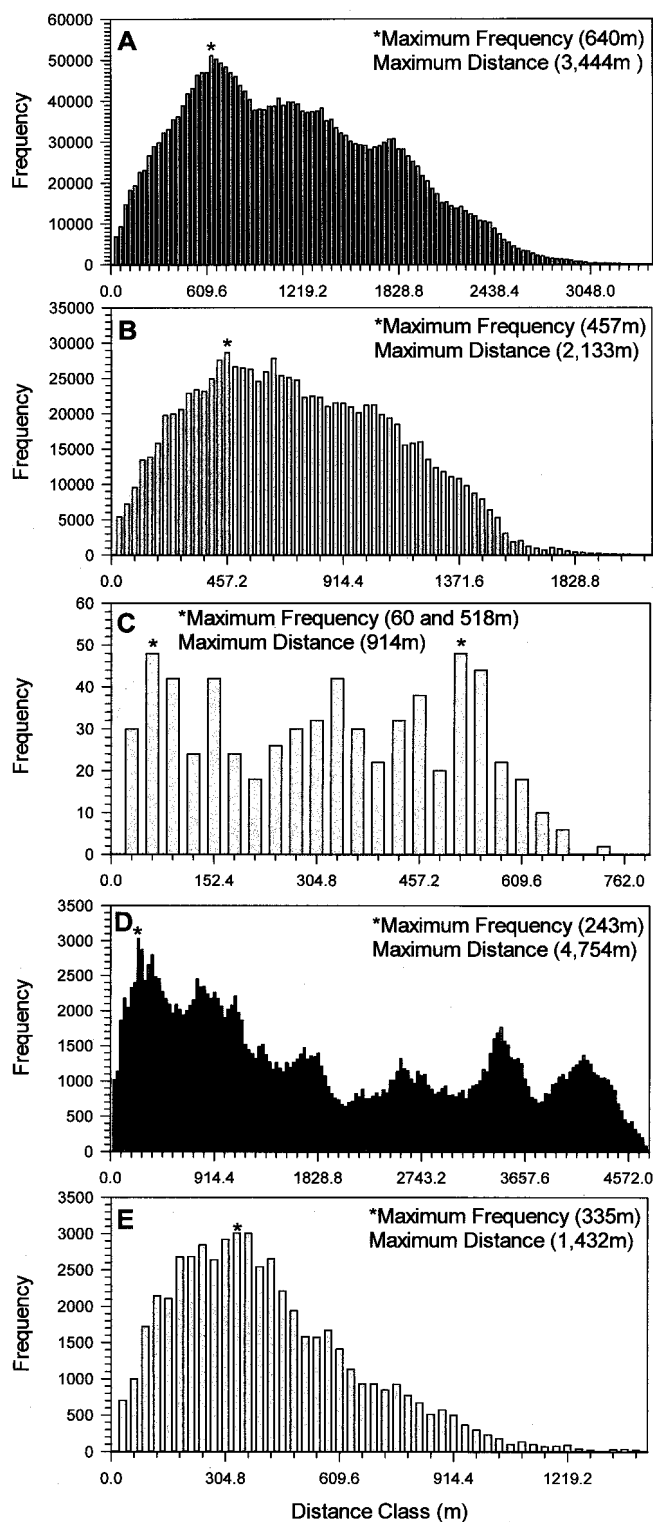 A
*Maximum Frequency (640m)
Maximum Distance (3,444m )
60000
50000
40000
30000
20000
10000
0
Frequency
0.0 609.6 1219.2 1828.8 2438.4 3048.0
B
*
*Maximum Frequency (457m)
Maximum Distance (2,133m)
35000
30000
25000
20000
15000
10000
5000
0
Frequency
0.0 457.2 914.4 1371.6 1828.8
C
*Maximum Frequency (60 and 518m)
Maximum Distance (914m)
* *
60
50
40
30
20
10
0
Frequency
0.0 152.4 304.8 457.2 609.6 762.0
D
*
*Maximum Frequency (243m)
Maximum Distance (4,754m)
3500
3000
2500
2000
1500
1000
500
0
Frequency
0.0 914.4 1828.8 2743.2 3657.6 4572.0
E
*
*Maximum Frequency (335m)
Maximum Distance (1,432m)
3500
3000
2500
2000
1500
1000
500
0
Frequency
0.0 304.8 609.6 914.4 1219.2
Distance Class (m)